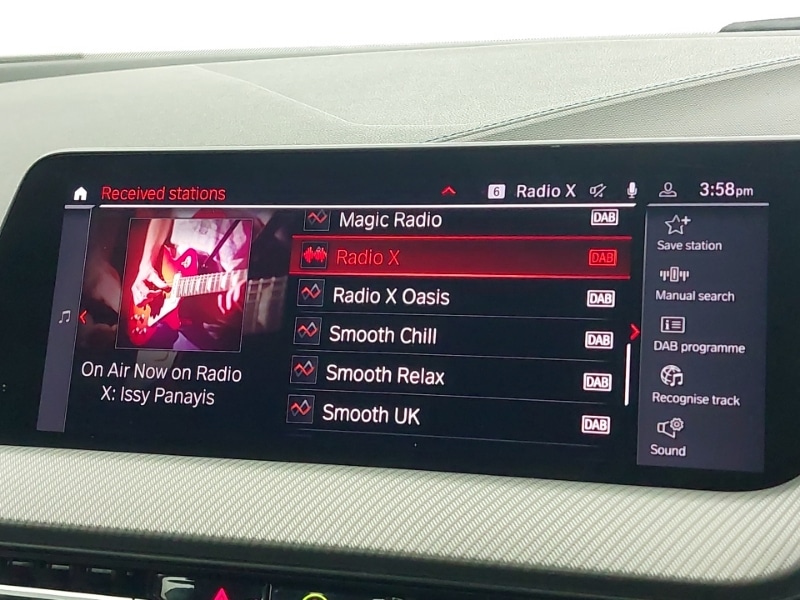 Received stations
6 Radio X 3:58pm
Magic Radio DAB
Radio X DAB
Radio X Oasis DAB
Smooth Chill DAB
Smooth Relax DAB
Smooth UK DAB
On Air Now on Radio
X: Issy Panayis
Save station
Manual search
DAB programme
Recognise track
Sound